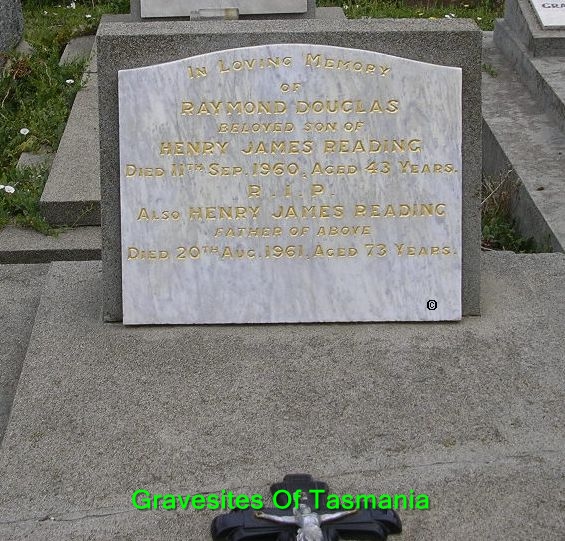 GRA
IN LOVING MEMORY
OF
RAYMOND DOUGLAS
BELOVED SON OF
HENRY JAMES READING
DIED 11TH SEP. 1960, AGED 43 YEARS.
R.I.P.
ALSO HENRY JAMES READING
FATHER OF ABOVE
DIED 20TH AUG. 1961, AGED 73 YEARS.
©
Gravesites Of Tasmania